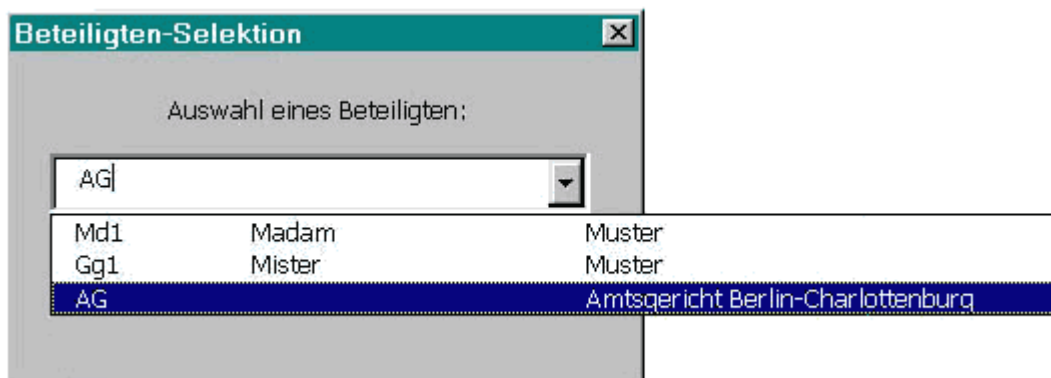 Beteiligten-Selektion
Auswahl eines Beteiligten:
AG
Md1 Madam Muster
Gg1 Mister Muster
AG Amtsgericht Berlin-Charlottenburg